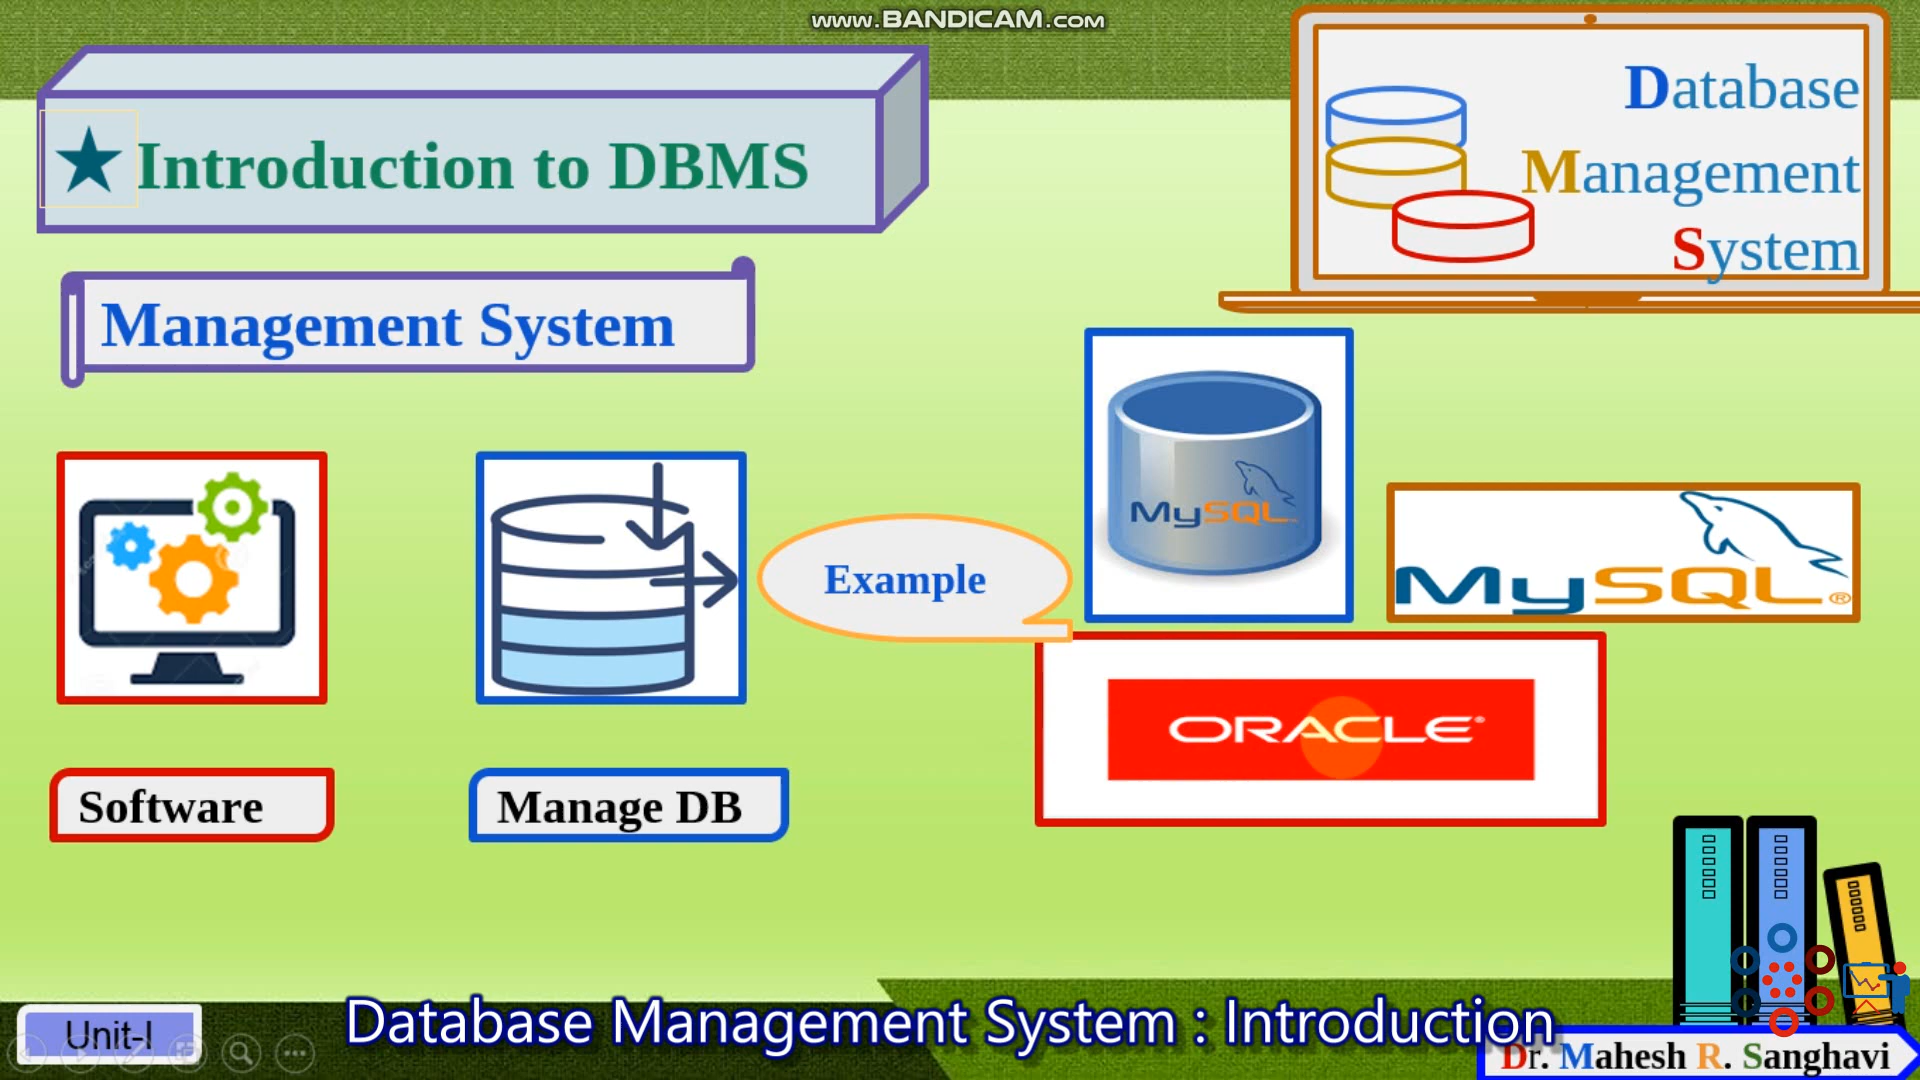 www.BANDICAM.com
Introduction to DBMS
Database
Management
System
Management System
MySQL
MySQL®
Example
ORACLE®
Software
Manage DB
Unit-I
Database Management System : Introduction
Dr. Mahesh R. Sanghavi